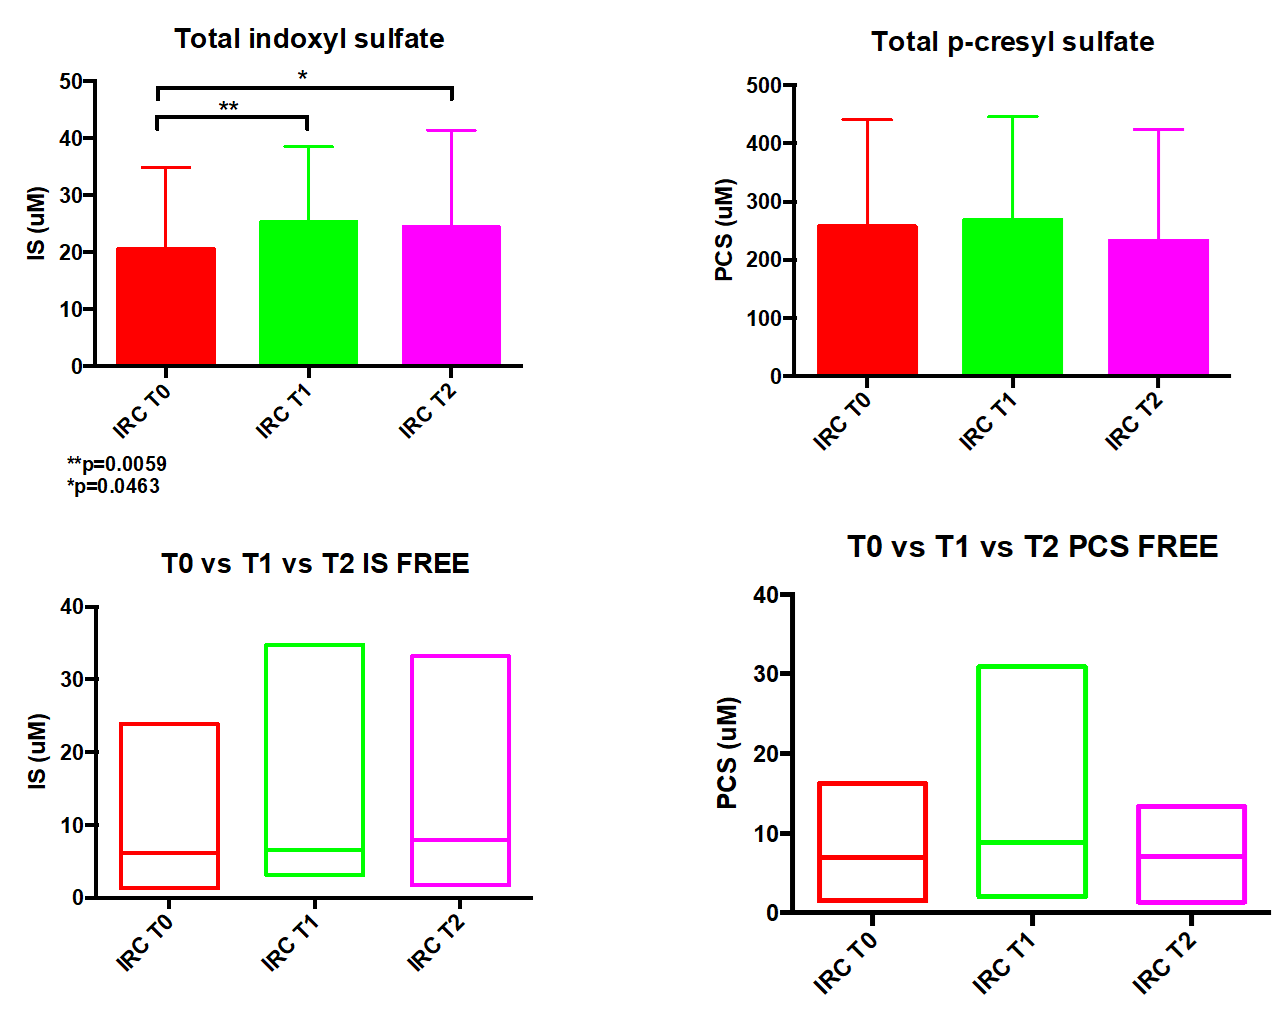 Total indoxyl sulfate
50
40
30
20
10
0
IS (uM)
*
**
IRC T0
IRC T1
IRC T2
**p=0.0059
*p=0.0463
Total p-cresyl sulfate
500
400
300
200
100
0
PCS (uM)
IRC T0
IRC T1
IRC T2
T0 vs T1 vs T2 IS FREE
40
30
20
10
0
IS (uM)
IRC T0
IRC T1
IRC T2
T0 vs T1 vs T2 PCS FREE
40
30
20
10
0
PCS (uM)
IRC T0
IRC T1
IRC T2